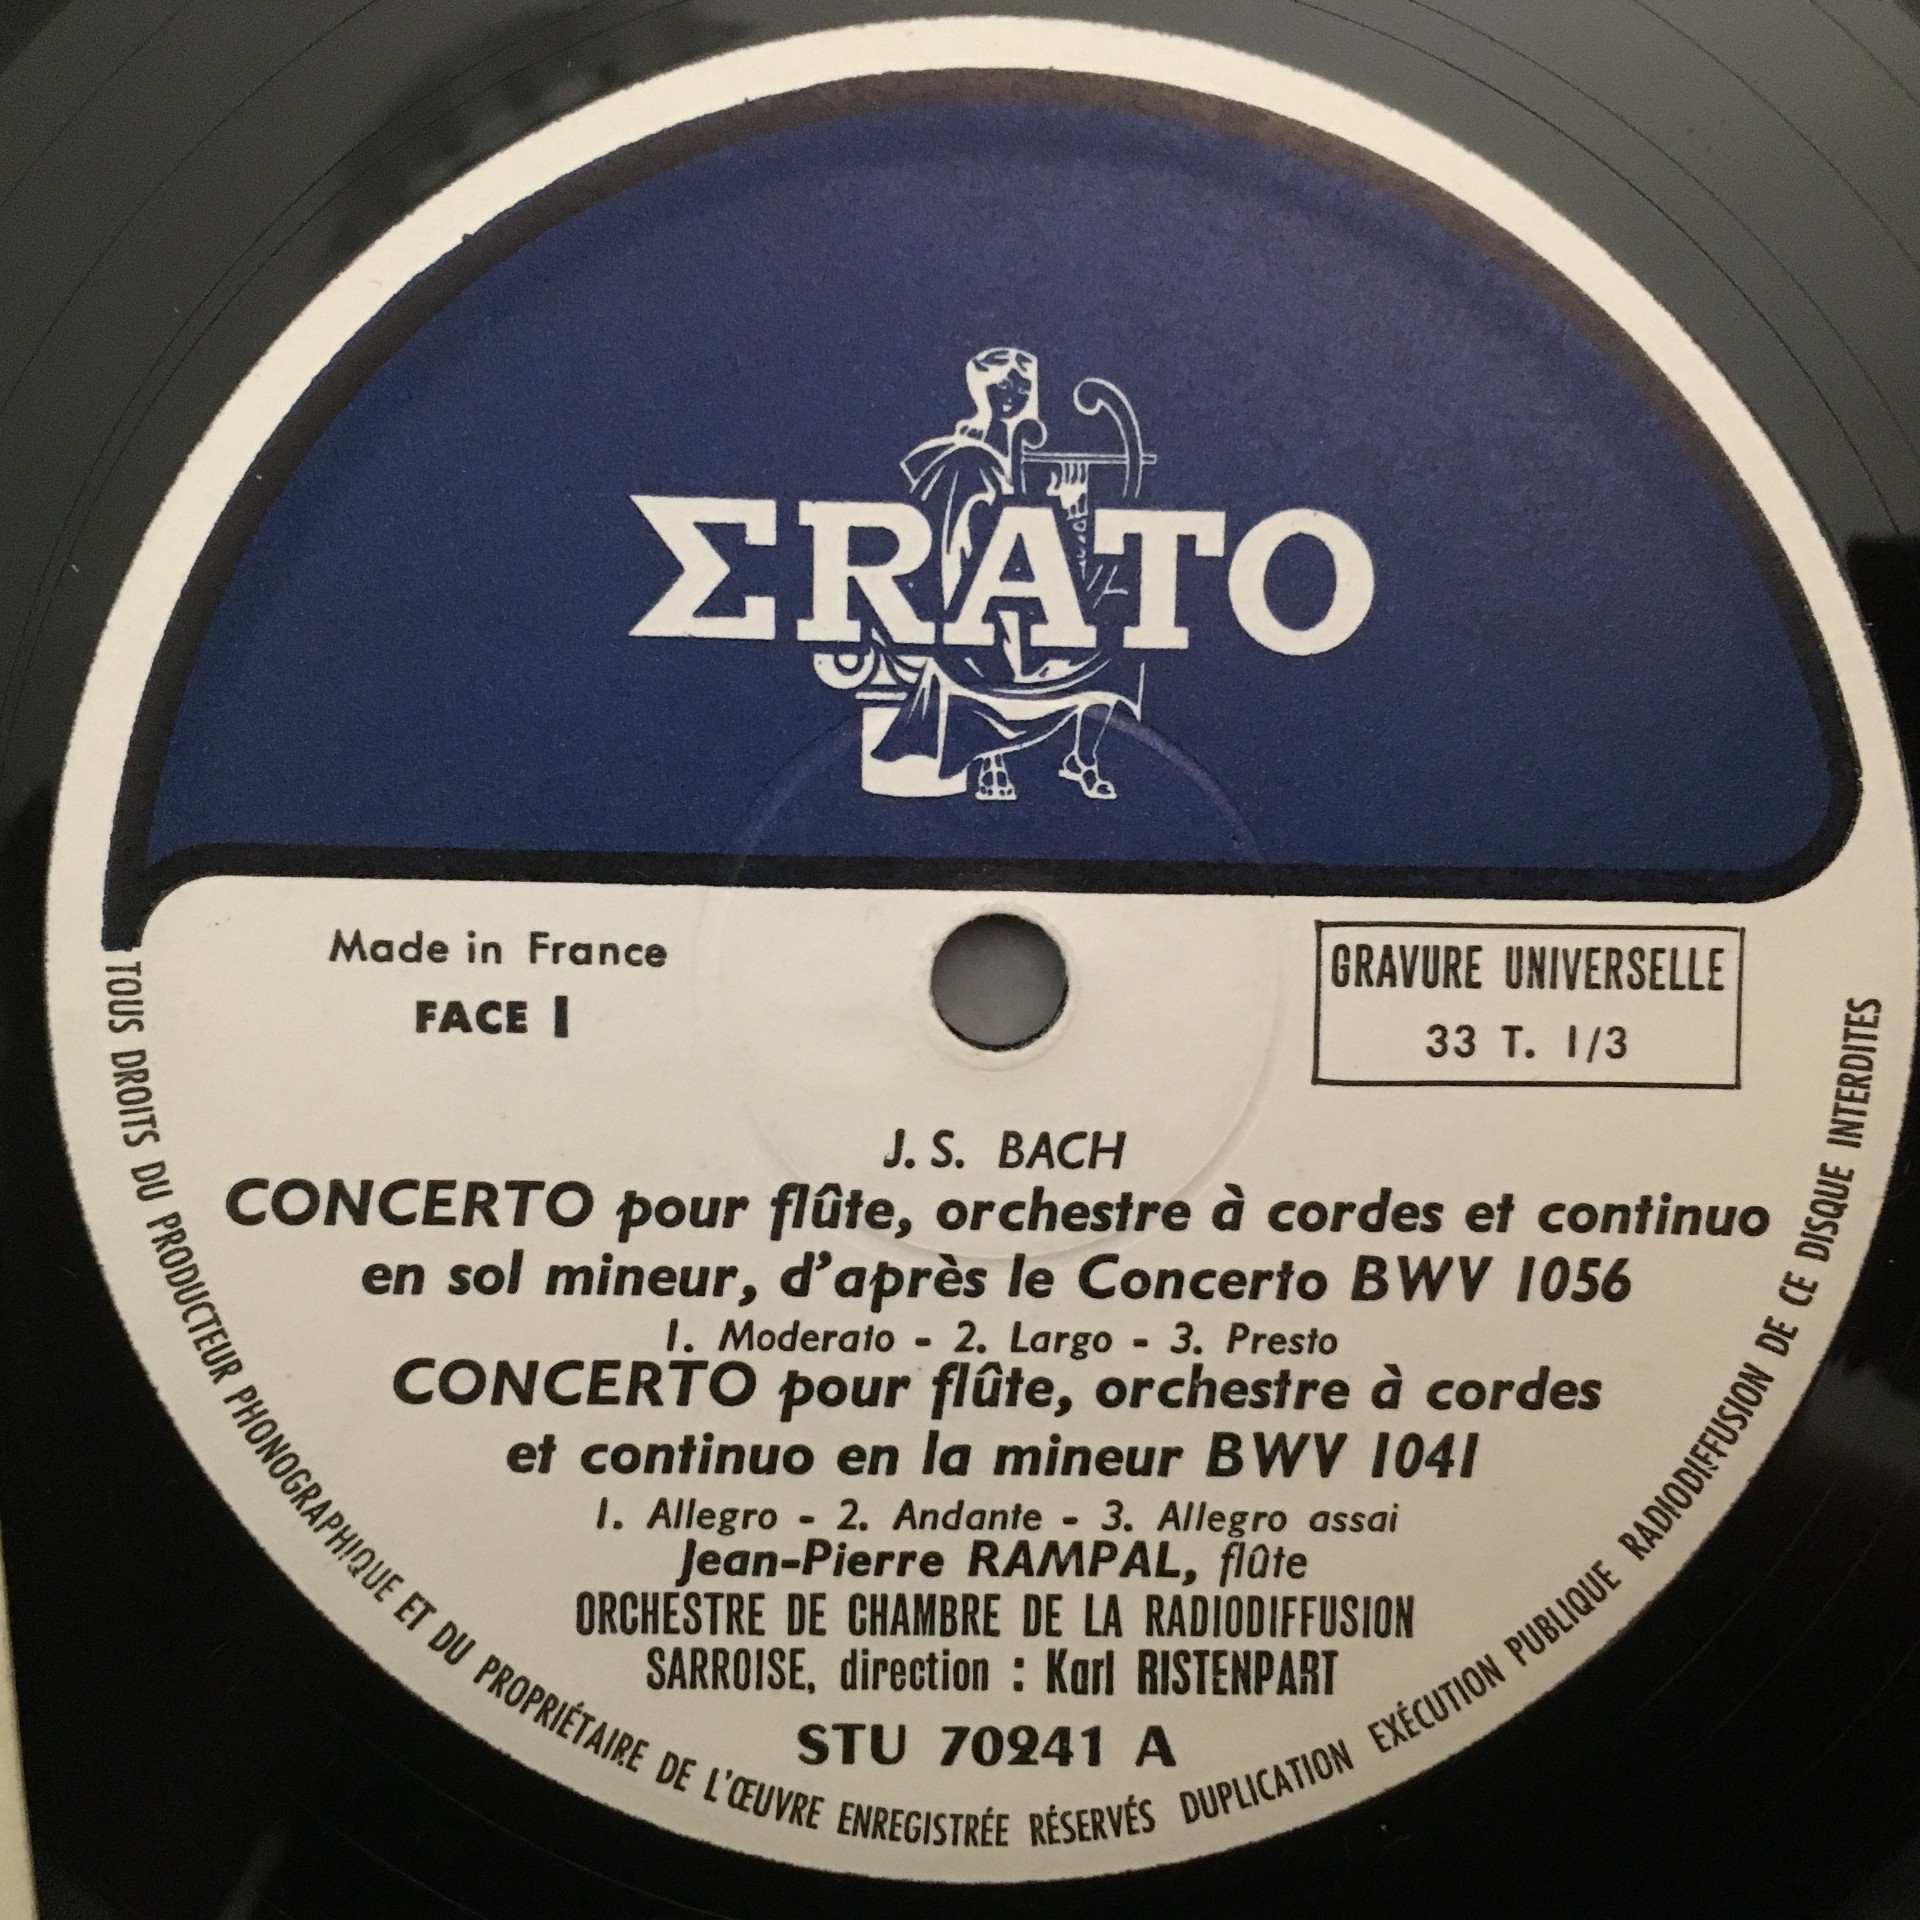 ΣRATO
Made in France
FACE 1
GRAVURE UNIVERSELLE
33 T. 1/3
J. S. BACH
CONCERTO pour flûte, orchestre à cordes et continuo
en sol mineur, d'après le Concerto BWV 1056
1. Moderato - 2. Largo - 3. Presto
CONCERTO pour flûte, orchestre à cordes
et continuo en la mineur BWV 1041
1. Allegro - 2. Andante - 3. Allegro assai
Jean-Pierre RAMPAL, flûte
ORCHESTRE DE CHAMBRE DE LA RADIODIFFUSION
SARROISE, direction : Karl RISTENPART
STU 70241 A
TOUS DROITS DU PRODUCTEUR PHONOGRAPHIQUE ET DU PROPRIÉTAIRE DE L'ŒUVRE ENREGISTRÉE RÉSERVÉS DUPLICATION EXÉCUTION PUBLIQUE RADIODIFFUSION DE CE DISQUE INTERDITES